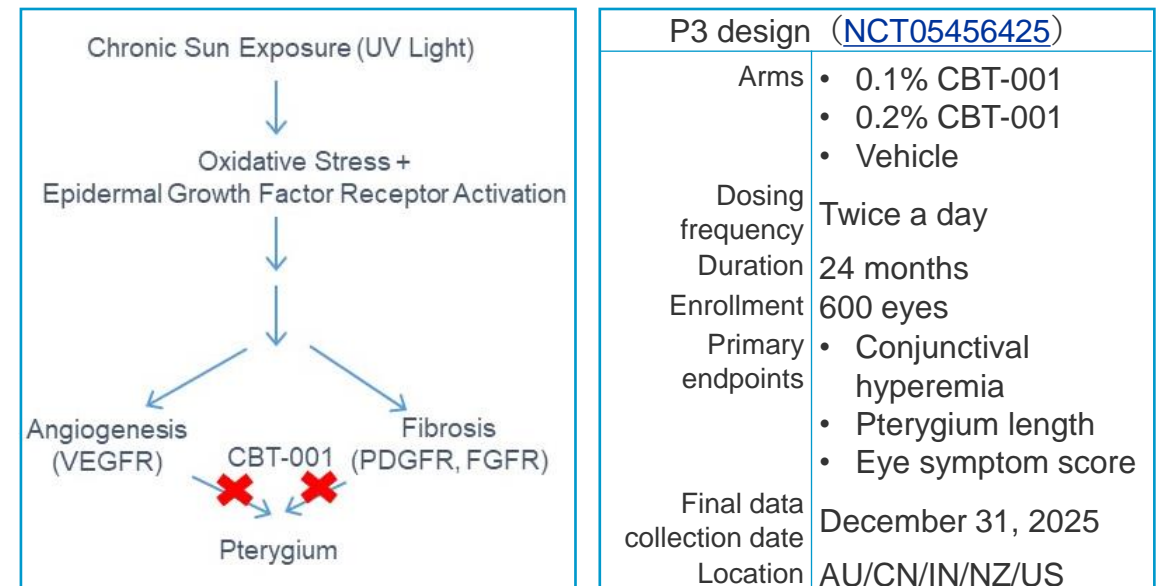 Chronic Sun Exposure (UV Light)
Oxidative Stress +
Epidermal Growth Factor Receptor Activation
Angiogenesis
(VEGFR)
CBT-001
Fibrosis
(PDGFR, FGFR)
Pterygium
P3 design（NCT05456425）
Arms
• 0.1% CBT-001
• 0.2% CBT-001
• Vehicle
Dosing
frequency
Twice a day
Duration
24 months
Enrollment
600 eyes
Primary
endpoints
• Conjunctival
hyperemia
• Pterygium length
• Eye symptom score
Final data
collection date
December 31, 2025
Location
AU/CN/IN/NZ/US